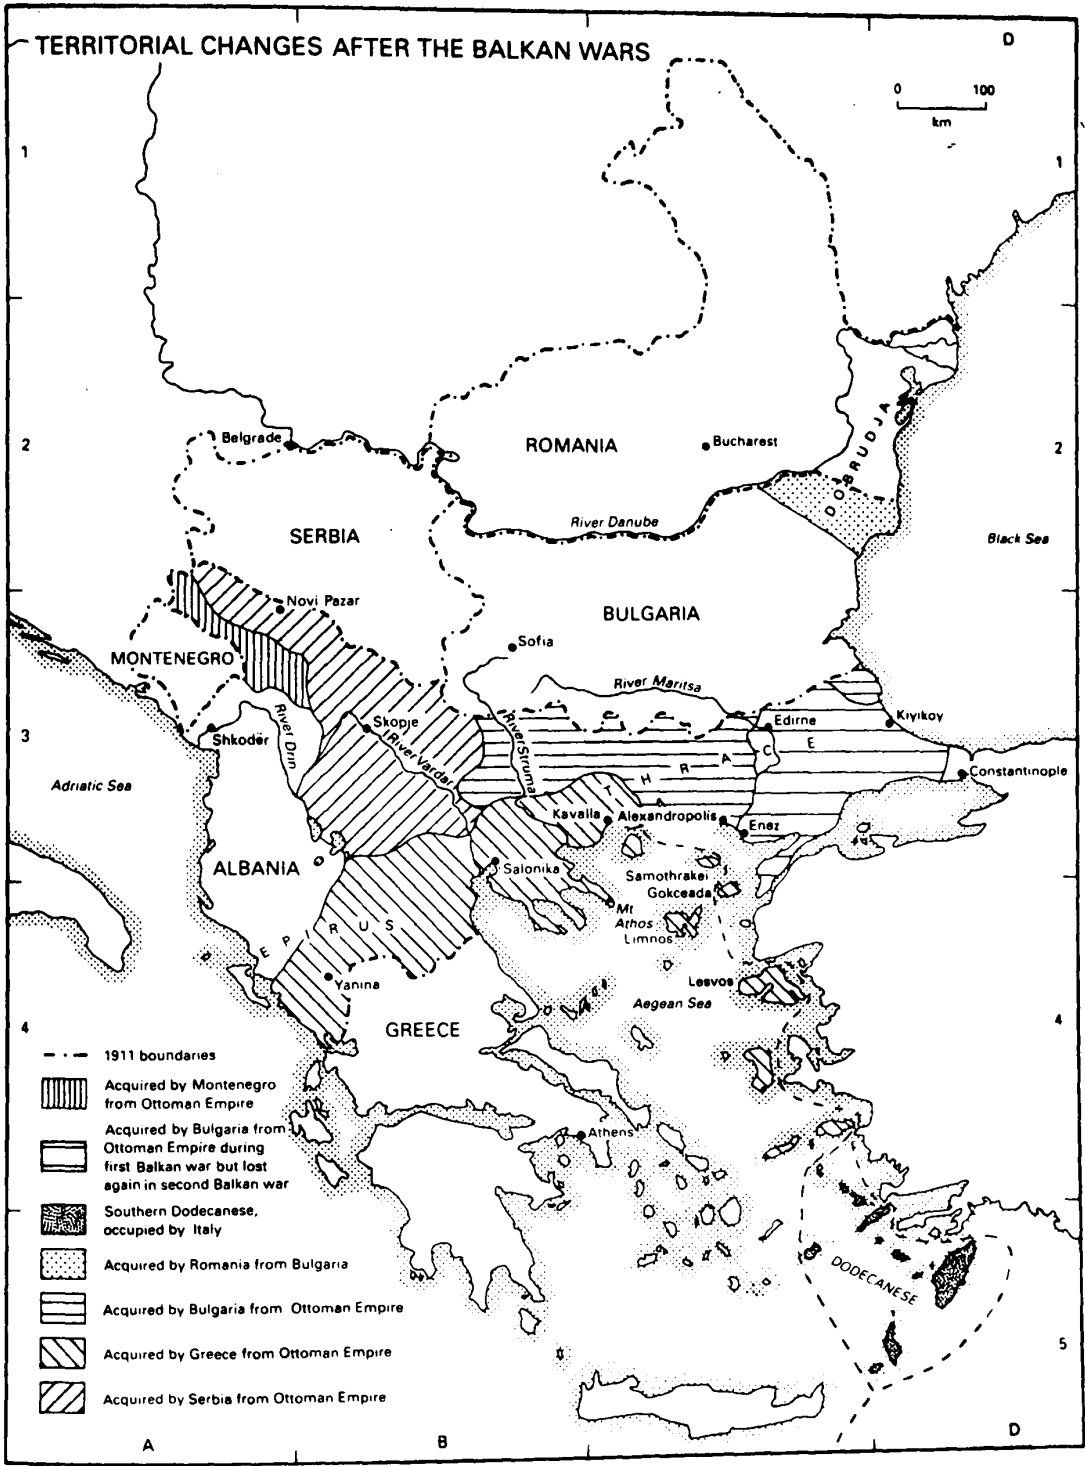 TERRITORIAL CHANGES AFTER THE BALKAN WARS
D
0 100
km
1
1
2
2
Belgrade
ROMANIA
Bucharest
DOBRUDJA
River Danube
SERBIA
Black Sea
Novi Pazar
BULGARIA
Sofia
MONTENEGRO
River Maritsa
3
Shkoder
River Drin
Skopje
River Vardar
River Struma
Edirne
Kiyikoy
THRACE
Adriatic Sea
Constantinople
Kavalla
Alexandropolis
Enez
ALBANIA
Salonika
Samothrakei
Gokceada
Mt
Athos
Limnos
EPIRUS
Yanina
Lesvos
Aegean Sea
4
4
GREECE
1911 boundaries
Acquired by Montenegro
from Ottoman Empire
Acquired by Bulgaria from
Ottoman Empire during
first Balkan war but lost
again in second Balkan war
Athens
Southern Dodecanese,
occupied by Italy
DODECANESE
Acquired by Romania from Bulgaria
Acquired by Bulgaria from Ottoman Empire
Acquired by Greece from Ottoman Empire
5
Acquired by Serbia from Ottoman Empire
A
B
D